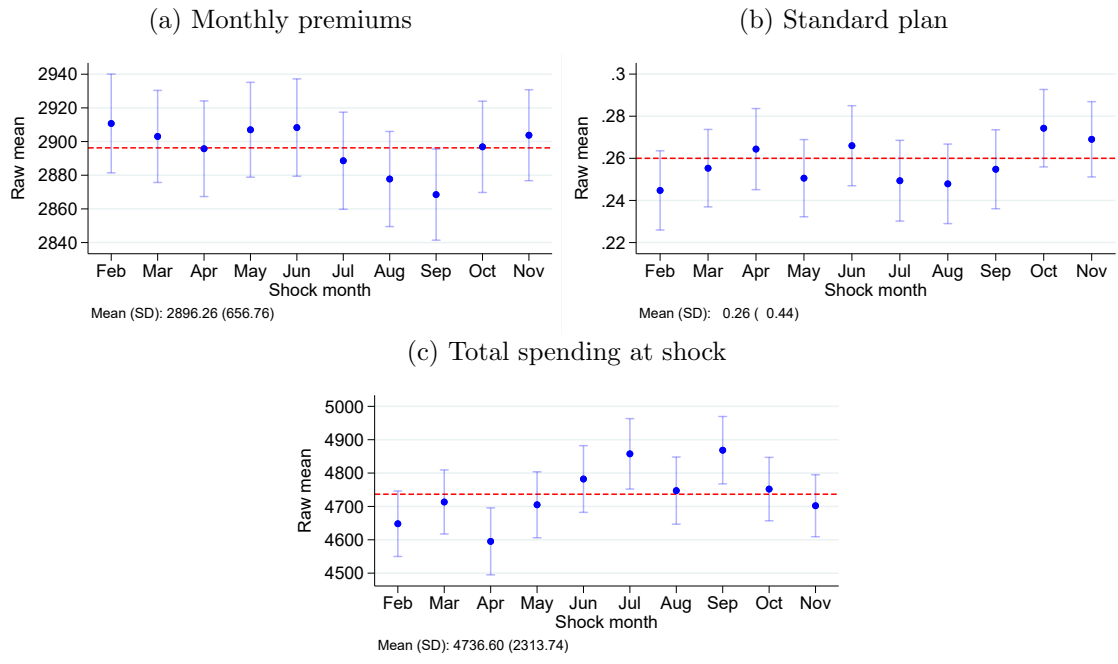 (a) Monthly premiums
2940
2920
2900
2880
2860
2840
Raw mean
Feb Mar Apr May Jun Jul Aug Sep Oct Nov
Shock month
Mean (SD): 2896.26 (656.76)
(b) Standard plan
.3
.28
.26
.24
.22
Raw mean
Feb Mar Apr May Jun Jul Aug Sep Oct Nov
Shock month
Mean (SD): 0.26 ( 0.44)
(c) Total spending at shock
5000
4900
4800
4700
4600
4500
Raw mean
Feb Mar Apr May Jun Jul Aug Sep Oct Nov
Shock month
Mean (SD): 4736.60 (2313.74)